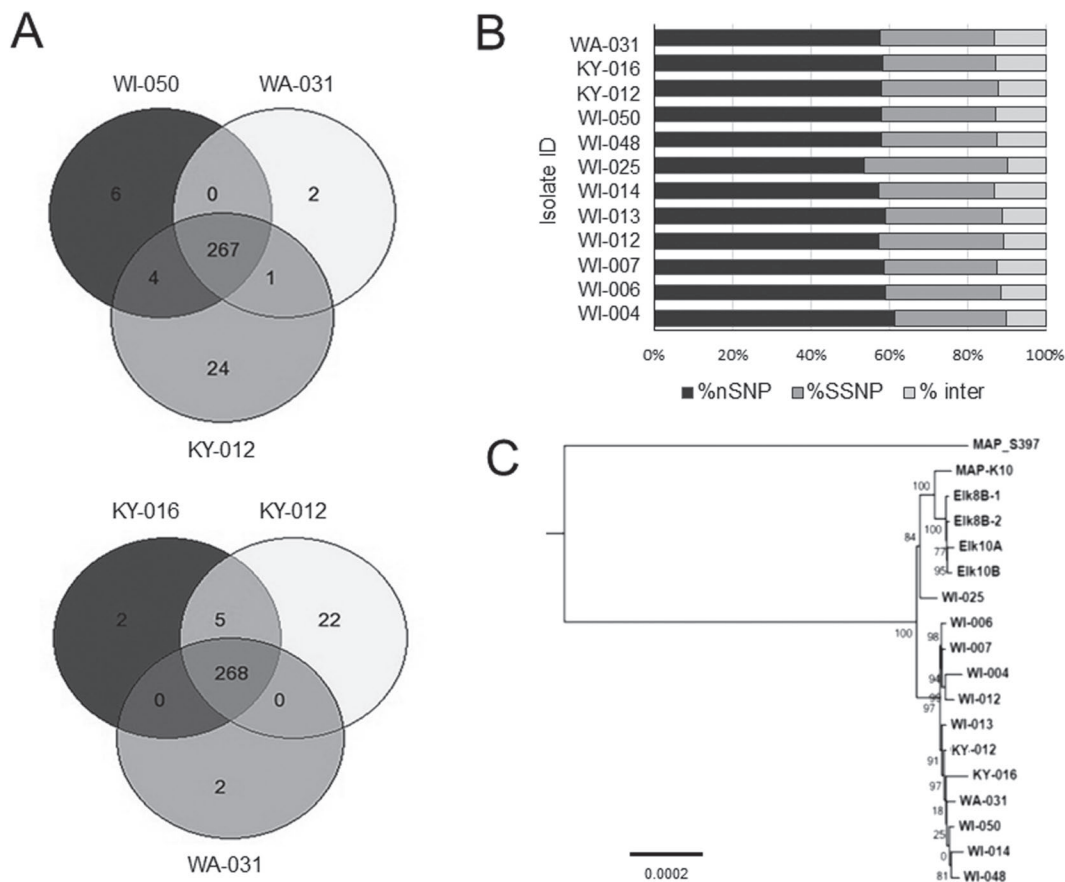 A
WI-050 WA-031
6 0 2
267
4 1
24
KY-012
KY-016 KY-012
2 5 22
268
0 0
2
WA-031
B
Isolate ID
WA-031
KY-016
KY-012
WI-050
WI-048
WI-025
WI-014
WI-013
WI-012
WI-007
WI-006
WI-004
0% 20% 40% 60% 80% 100%
%nSNP %SSNP % inter
C
MAP_S397
MAP-K10
100
Elk8B-1
Elk8B-2
100
84
Elk10A
77
Elk10B
95
WI-025
WI-006
100
98
WI-007
WI-004
94
WI-012
97
WI-013
KY-012
91
KY-016
97
WA-031
18
WI-050
25
WI-014
0
WI-048
81
0.0002